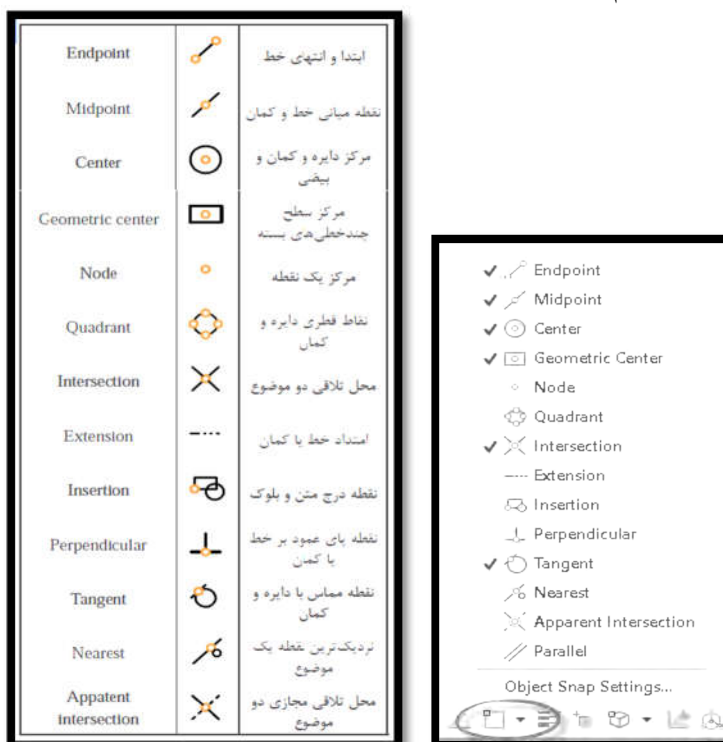 Endpoint
ابتدا و انتهای خط
Midpoint
نقطه میانی خط و کمان
Center
مرکز دایره و کمان و
بیضی
Geometric center
مرکز سطح
چندخطی‌های بسته
Node
مرکز یک نقطه
Quadrant
نقاط قطری دایره و
کمان
Intersection
محل تلاقی دو موضوع
Extension
امتداد خط یا کمان
Insertion
نقطه درج متن و بلوک
Perpendicular
نقطه پای عمود بر خط
یا کمان
Tangent
نقطه مماس با دایره و
کمان
Nearest
نزدیک‌ترین نقطه یک
موضوع
Appatent
intersection
محل تلاقی مجازی دو
موضوع
Endpoint
Midpoint
Center
Geometric Center
Node
Quadrant
Intersection
Extension
Insertion
Perpendicular
Tangent
Nearest
Apparent Intersection
Parallel
Object Snap Settings...